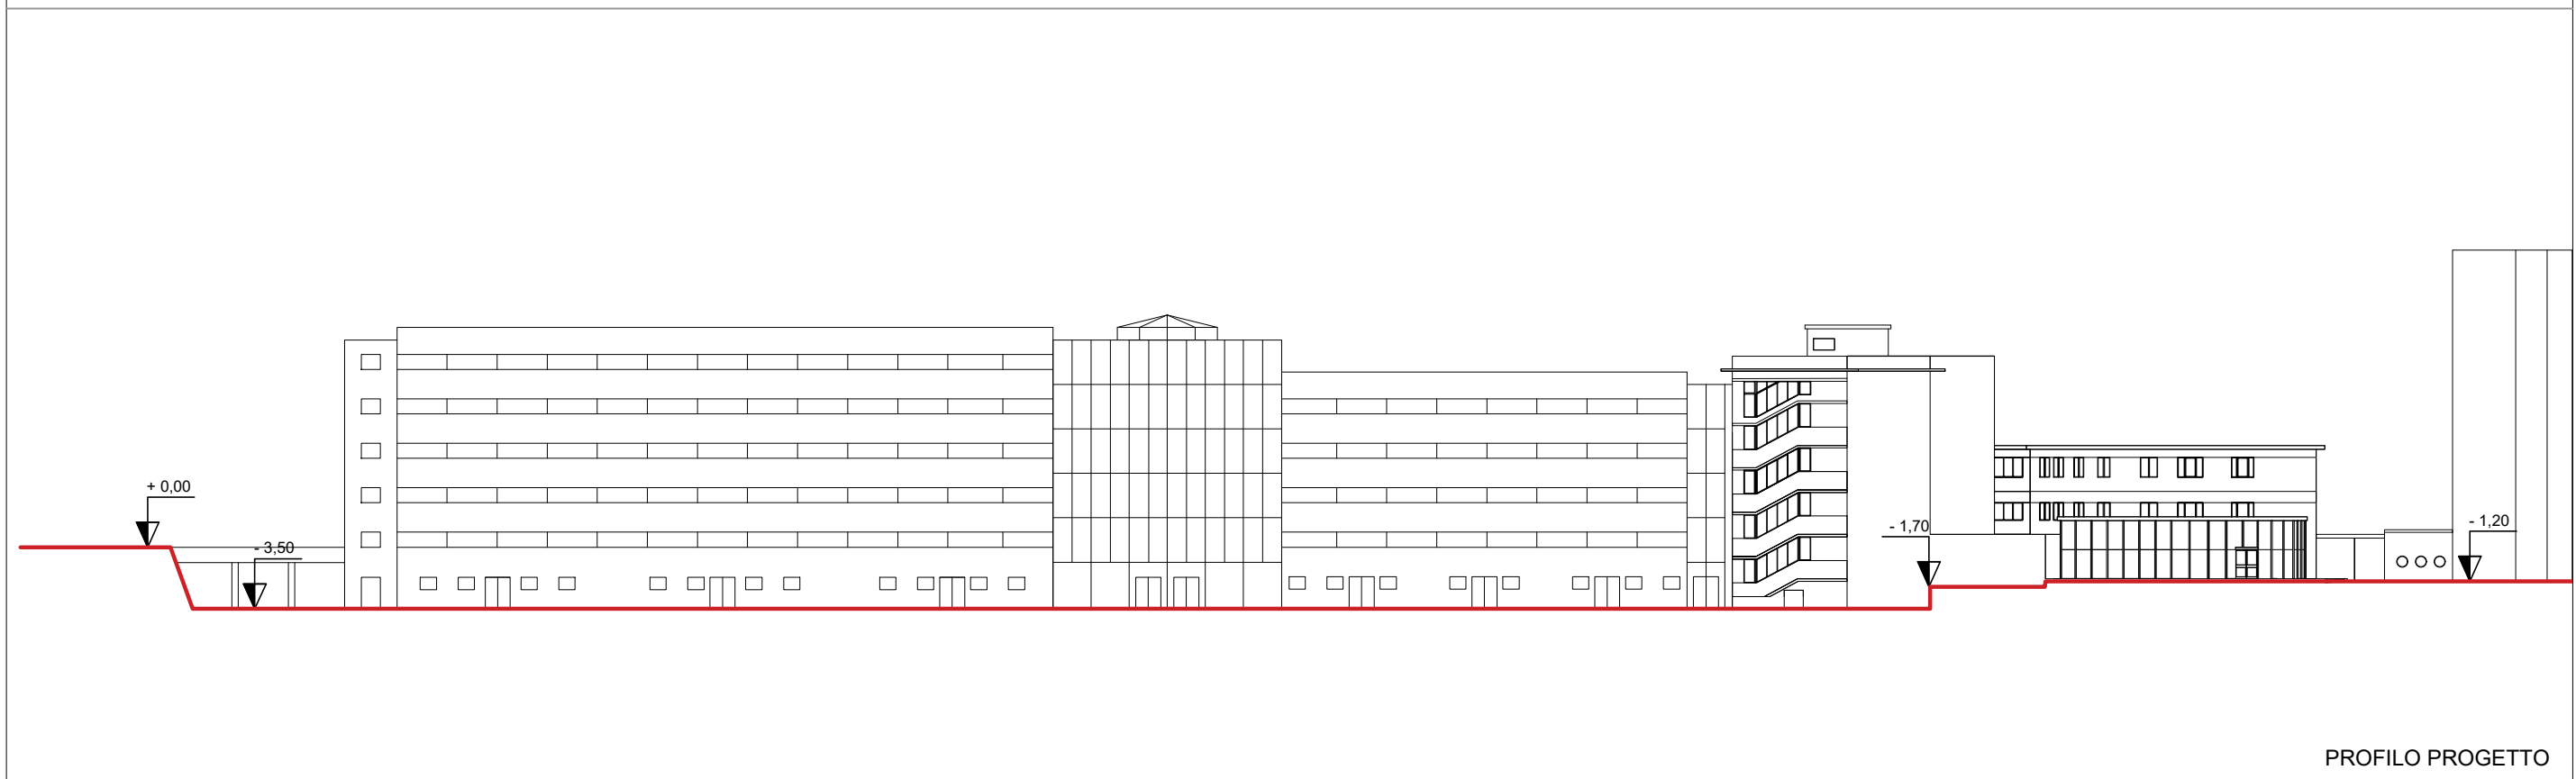 + 0,00
- 3,50
- 1,70
- 1,20
PROFILO PROGETTO